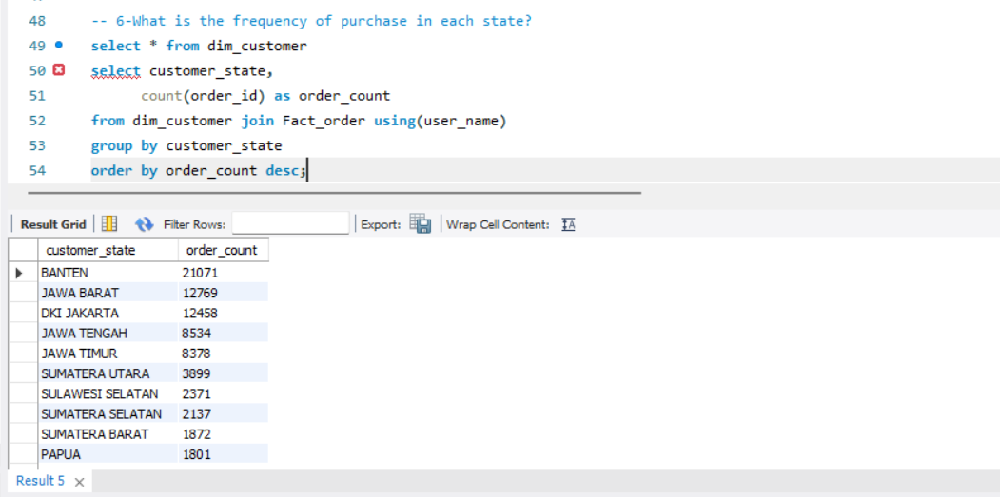 48 -- 6-What is the frequency of purchase in each state?
49 select * from dim_customer
50 select customer_state,
51 count(order_id) as order_count
52 from dim_customer join Fact_order using(user_name)
53 group by customer_state
54 order by order_count desc;
Result Grid Filter Rows: Export: Wrap Cell Content: IA
customer_state order_count
BANTEN 21071
JAWA BARAT 12769
DKI JAKARTA 12458
JAWA TENGAH 8534
JAWA TIMUR 8378
SUMATERA UTARA 3899
SULAWESI SELATAN 2371
SUMATERA SELATAN 2137
SUMATERA BARAT 1872
PAPUA 1801
Result 5 ×